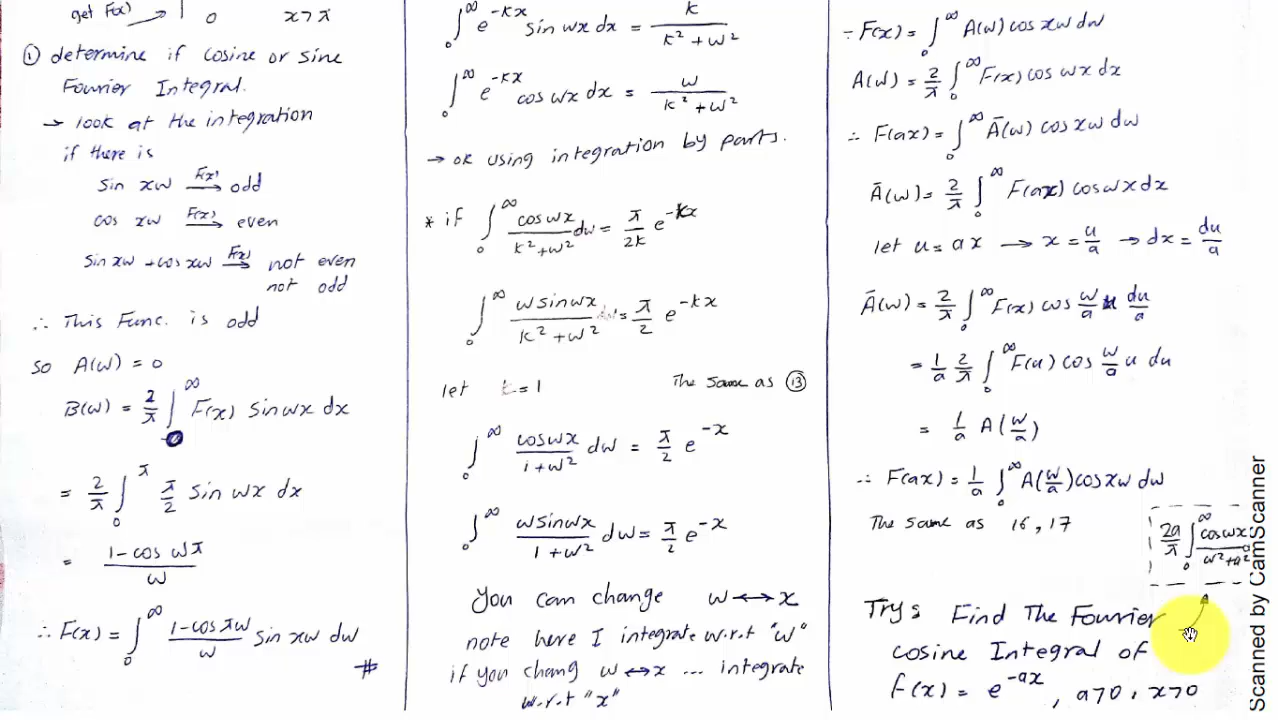 get F(x) → | 0 x>π
① determine if cosine or sine
Fourier Integral.
→ look at the integration
if there is
sin xw —F(x)→ odd
cos xw —F(x)→ even
sin xw + cos xw —F(x)→ not even
not odd
∴ This Func. is odd
so A(w) = 0
B(w) = 2/π ∫₀^∞ F(x) sin wx dx
= 2/π ∫₀^π π/2 sin wx dx
= (1 - cos wπ)/w
∴ F(x) = ∫₀^∞ (1 - cos πw)/w sin xw dw
#
∫₀^∞ e^(-kx) sin wx dx = k/(k² + w²)
∫₀^∞ e^(-kx) cos wx dx = w/(k² + w²)
→ or using integration by parts.
* if ∫₀^∞ cos wx/(k² + w²) dw = π/2k e^(-kx)
∫₀^∞ w sin wx/(k² + w²) dw = π/2 e^(-kx)
let k = 1 The same as ⑬
∫₀^∞ cos wx/(1 + w²) dw = π/2 e^(-x)
∫₀^∞ w sin wx/(1 + w²) dw = π/2 e^(-x)
You can change w ↔ x
note here I integrate w.r.t "w"
if you chang w ↔ x ... integrate
w.r.t "x"
∵ F(x) = ∫₀^∞ A(w) cos xw dw
A(w) = 2/π ∫₀^∞ F(x) cos wx dx
∴ F(ax) = ∫₀^∞ Ā(w) cos xw dw
Ā(w) = 2/π ∫₀^∞ F(ax) cos wx dx
let u = ax → x = u/a → dx = du/a
Ā(w) = 2/π ∫₀^∞ F(x) cos w/a u du/a
= 1/a 2/π ∫₀^∞ F(u) cos w/a u du
= 1/a A(w/a)
∴ F(ax) = 1/a ∫₀^∞ A(w/a) cos xw dw
The same as 16, 17
2a/π ∫₀^∞ cos wx/(w² + a²)
Try: Find The Fourier
cosine Integral of
f(x) = e^(-ax), a>0, x>0
Scanned by CamScanner